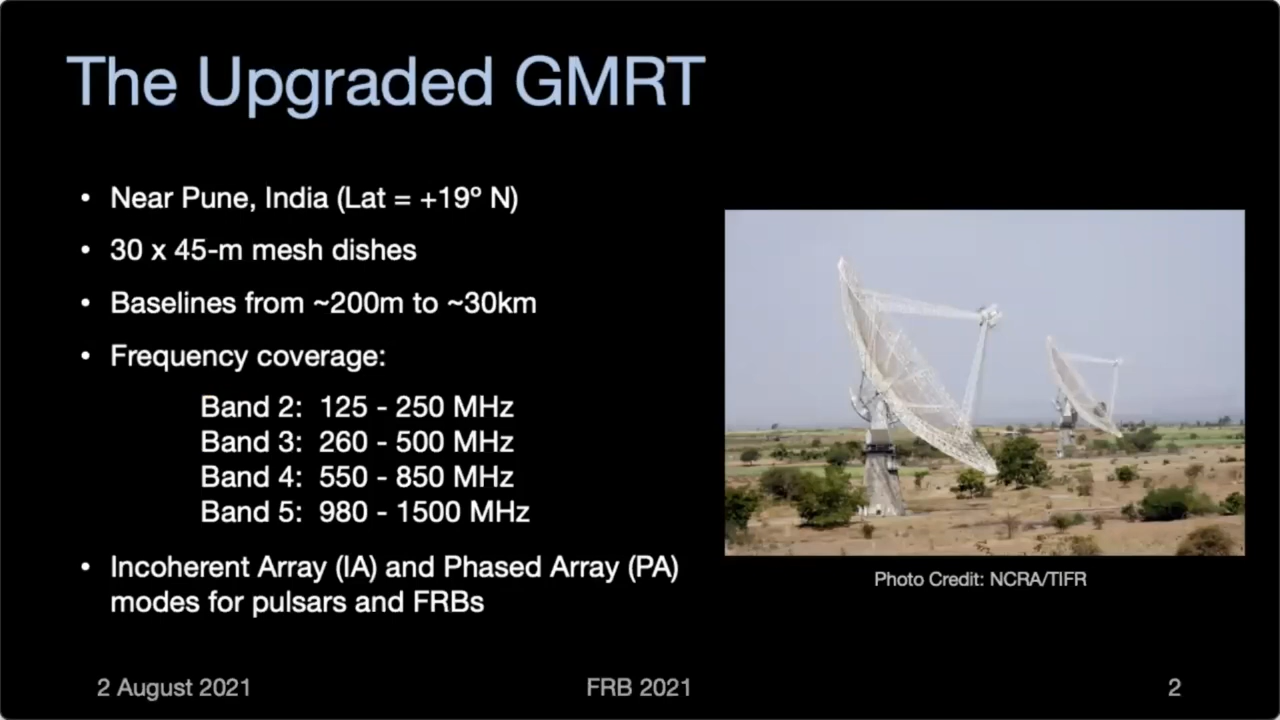 The Upgraded GMRT
• Near Pune, India (Lat = +19º N)
• 30 x 45-m mesh dishes
• Baselines from ~200m to ~30km
• Frequency coverage:
Band 2: 125 - 250 MHz
Band 3: 260 - 500 MHz
Band 4: 550 - 850 MHz
Band 5: 980 - 1500 MHz
• Incoherent Array (IA) and Phased Array (PA)
modes for pulsars and FRBs
Photo Credit: NCRA/TIFR
2 August 2021
FRB 2021
2